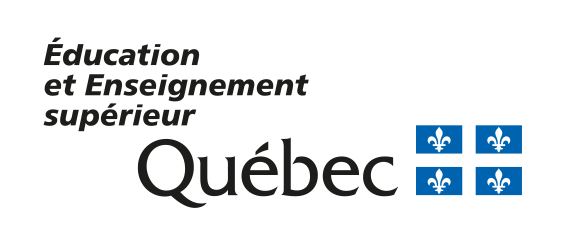 Éducation
et Enseignement
supérieur
Québec